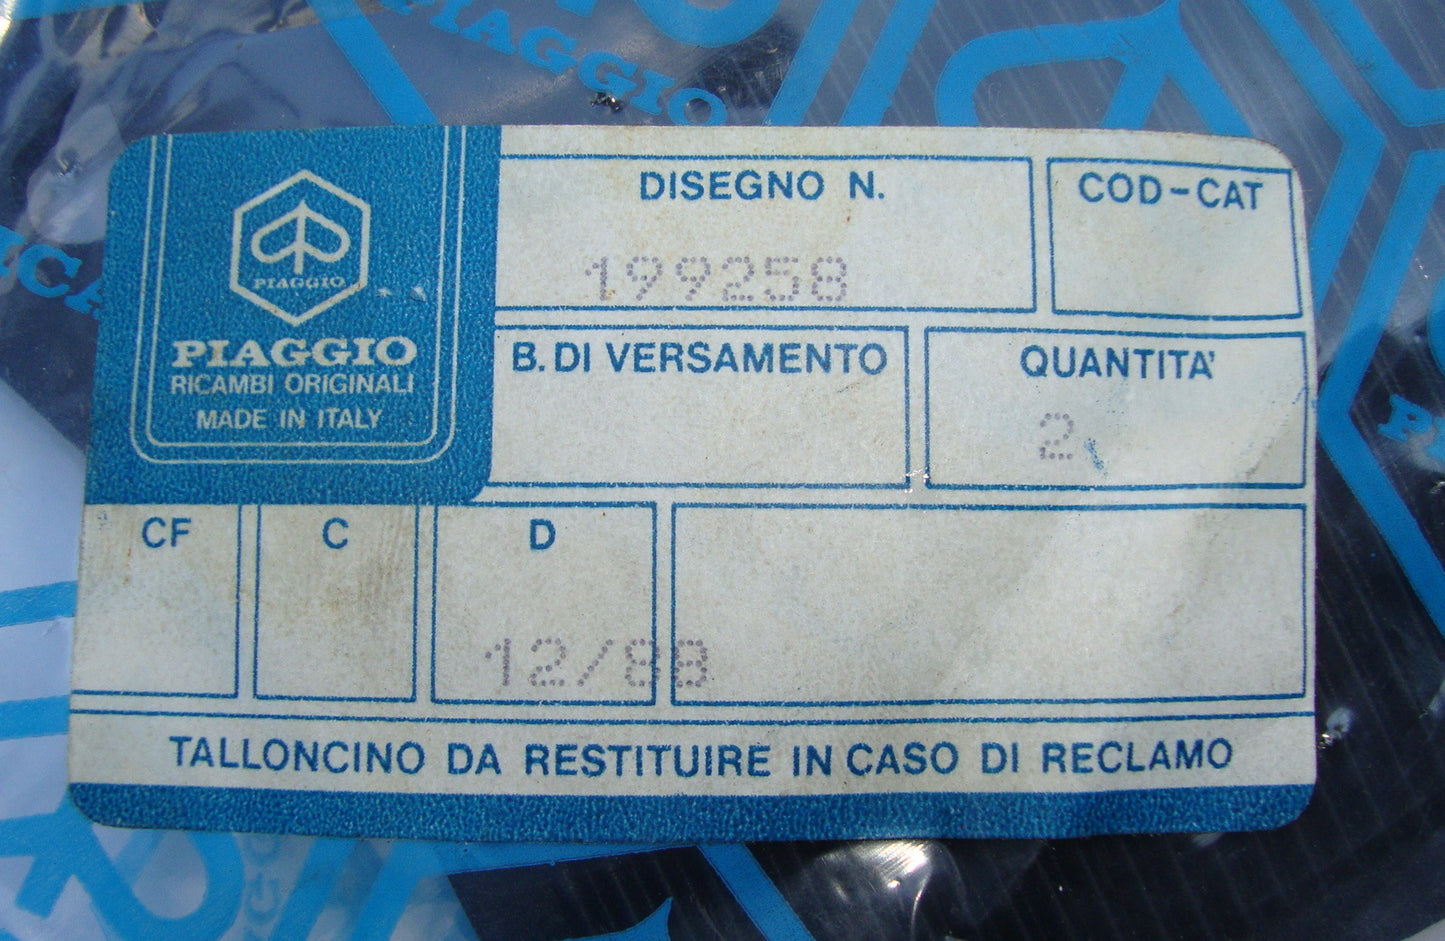 PIAGGIO
PIAGGIO
PIAGGIO
RICAMBI ORIGINALI
MADE IN ITALY
DISEGNO N.
199258
COD-CAT
B. DI VERSAMENTO
QUANTITA'
2
CF
C
D
12/88
TALLONCINO DA RESTITUIRE IN CASO DI RECLAMO